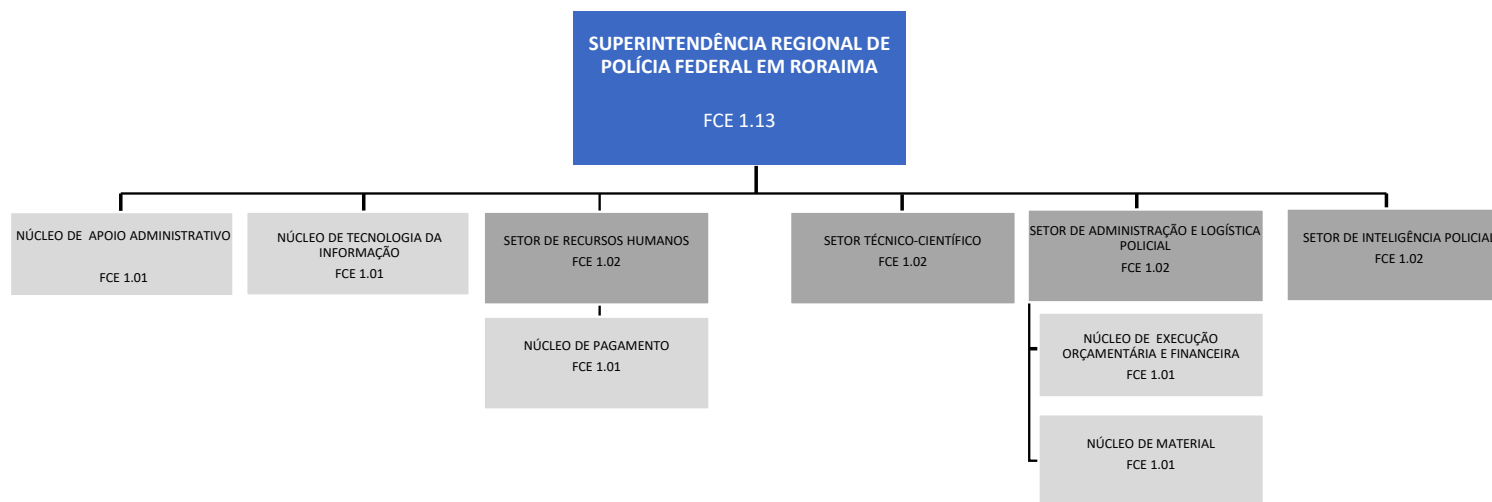 SUPERINTENDÊNCIA REGIONAL DE
POLÍCIA FEDERAL EM RORAIMA
FCE 1.13
NÚCLEO DE APOIO ADMINISTRATIVO
FCE 1.01
NÚCLEO DE TECNOLOGIA DA
INFORMAÇÃO
FCE 1.01
SETOR DE RECURSOS HUMANOS
FCE 1.02
SETOR TÉCNICO-CIENTÍFICO
FCE 1.02
SETOR DE ADMINISTRAÇÃO E LOGÍSTICA
POLICIAL
FCE 1.02
SETOR DE INTELIGÊNCIA POLICIAL
FCE 1.02
NÚCLEO DE PAGAMENTO
FCE 1.01
NÚCLEO DE EXECUÇÃO
ORÇAMENTÁRIA E FINANCEIRA
FCE 1.01
NÚCLEO DE MATERIAL
FCE 1.01